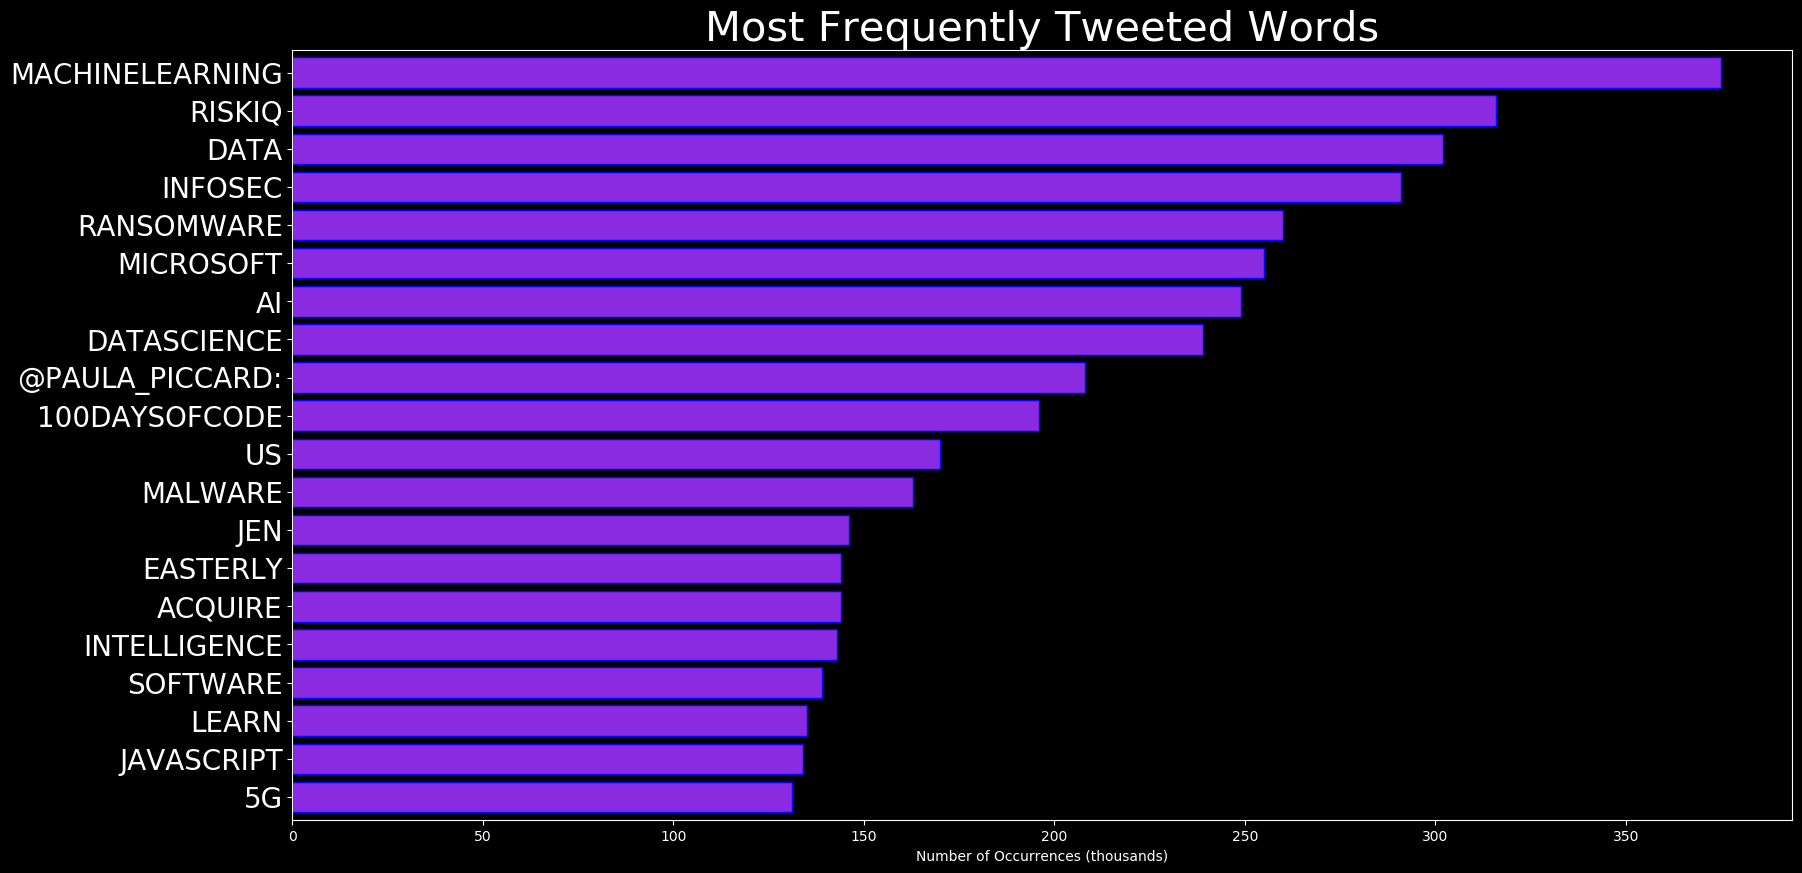 Most Frequently Tweeted Words
MACHINELEARNING
RISKIQ
DATA
INFOSEC
RANSOMWARE
MICROSOFT
AI
DATASCIENCE
@PAULA_PICCARD:
100DAYSOFCODE
US
MALWARE
JEN
EASTERLY
ACQUIRE
INTELLIGENCE
SOFTWARE
LEARN
JAVASCRIPT
5G
0 50 100 150 200 250 300 350
Number of Occurrences (thousands)